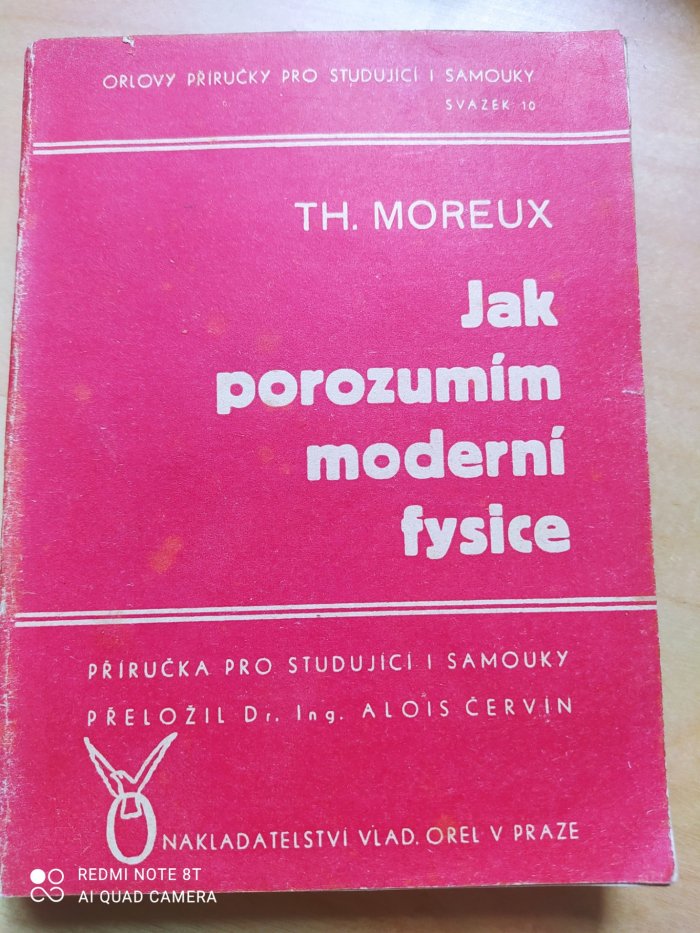 ORLOVY PŘÍRUČKY PRO STUDUJÍCÍ I SAMOUKY
SVAZEK 10
TH. MOREUX
Jak
porozumím
moderní
fysice
PŘÍRUČKA PRO STUDUJÍCÍ I SAMOUKY
PŘELOŽIL Dr. Ing. ALOIS ČERVÍN
NAKLADATELSTVÍ VLAD. OREL V PRAZE
REDMI NOTE 8T
AI QUAD CAMERA